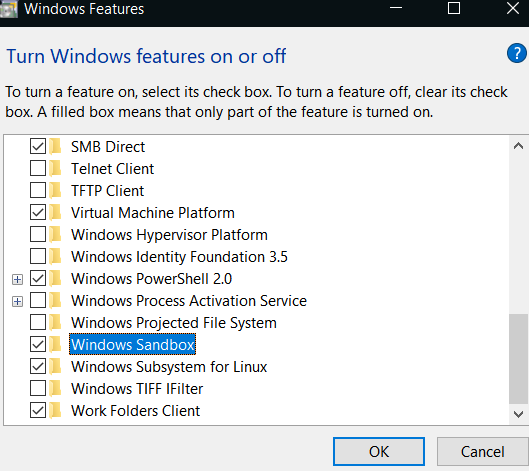 Windows Features
Turn Windows features on or off
?
To turn a feature on, select its check box. To turn a feature off, clear its check
box. A filled box means that only part of the feature is turned on.
SMB Direct
Telnet Client
TFTP Client
Virtual Machine Platform
Windows Hypervisor Platform
Windows Identity Foundation 3.5
Windows PowerShell 2.0
Windows Process Activation Service
Windows Projected File System
Windows Sandbox
Windows Subsystem for Linux
Windows TIFF IFilter
Work Folders Client
OK Cancel